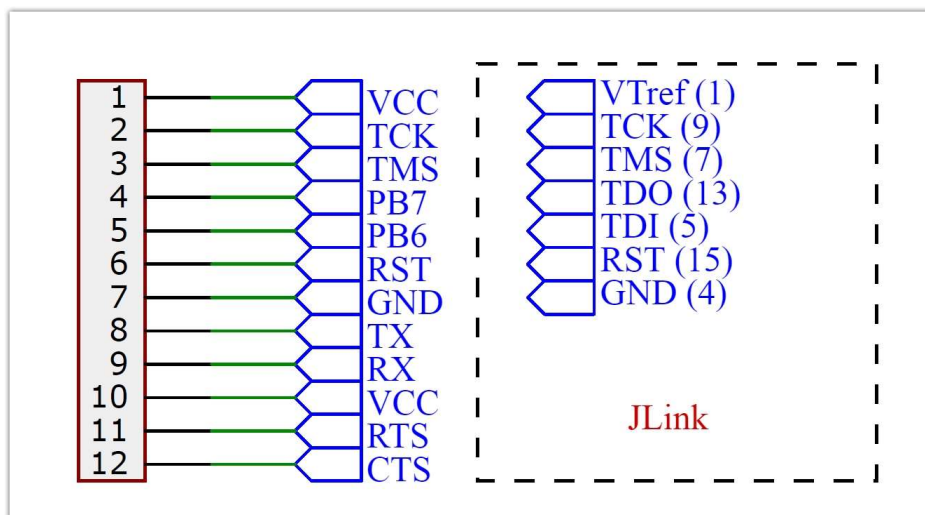 1 VCC VTref (1)
2 TCK TCK (9)
3 TMS TMS (7)
4 PB7 TDO (13)
5 PB6 TDI (5)
6 RST RST (15)
7 GND GND (4)
8 TX
9 RX
10 VCC
11 RTS JLink
12 CTS